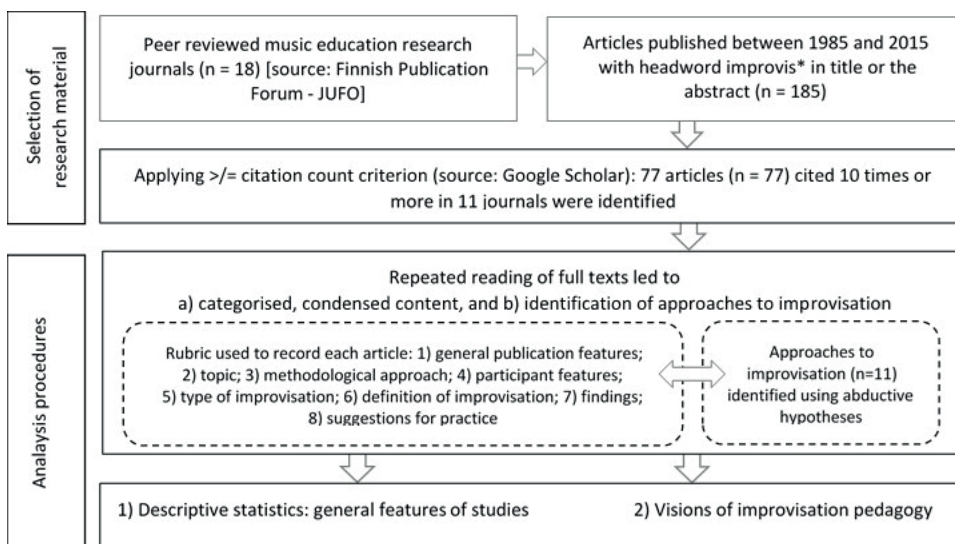 Selection of
research material
Peer reviewed music education research
journals (n = 18) [source: Finnish Publication
Forum - JUFO]
Articles published between 1985 and 2015
with headword improvis* in title or the
abstract (n = 185)
Applying >/= citation count criterion (source: Google Scholar): 77 articles (n = 77) cited 10 times or
more in 11 journals were identified
Analaysis procedures
Repeated reading of full texts led to
a) categorised, condensed content, and b) identification of approaches to improvisation
Rubric used to record each article: 1) general publication features;
2) topic; 3) methodological approach; 4) participant features;
5) type of improvisation; 6) definition of improvisation; 7) findings;
8) suggestions for practice
Approaches to
improvisation (n=11)
identified using abductive
hypotheses
1) Descriptive statistics: general features of studies
2) Visions of improvisation pedagogy